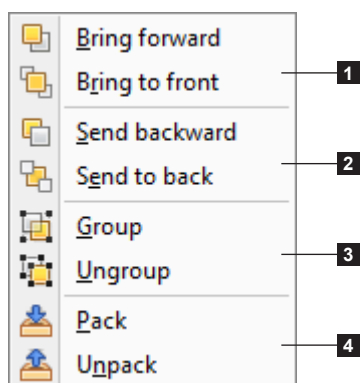 Bring forward
Bring to front
1
Send backward
Send to back
2
Group
Ungroup
3
Pack
Unpack
4